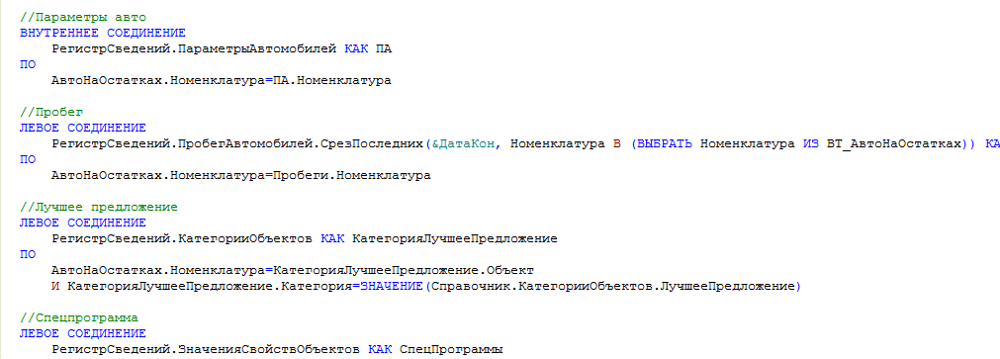 //Параметры авто
ВНУТРЕННЕЕ СОЕДИНЕНИЕ
РегистрСведений.ПараметрыАвтомобилей КАК ПА
ПО
АвтоНаОстатках.Номенклатура=ПА.Номенклатура
//Пробег
ЛЕВОЕ СОЕДИНЕНИЕ
РегистрСведений.ПробегАвтомобилей.СрезПоследних(&ДатаКон, Номенклатура В (ВЫБРАТЬ Номенклатура ИЗ ВТ_АвтоНаОстатках)) КА
ПО
АвтоНаОстатках.Номенклатура=Пробеги.Номенклатура
//Лучшее предложение
ЛЕВОЕ СОЕДИНЕНИЕ
РегистрСведений.КатегорииОбъектов КАК КатегорияЛучшееПредложение
ПО
АвтоНаОстатках.Номенклатура=КатегорияЛучшееПредложение.Объект
И КатегорияЛучшееПредложение.Категория=ЗНАЧЕНИЕ(Справочник.КатегорииОбъектов.ЛучшееПредложение)
//Спецпрограмма
ЛЕВОЕ СОЕДИНЕНИЕ
РегистрСведений.ЗначенияСвойствОбъектов КАК СпецПрограммы